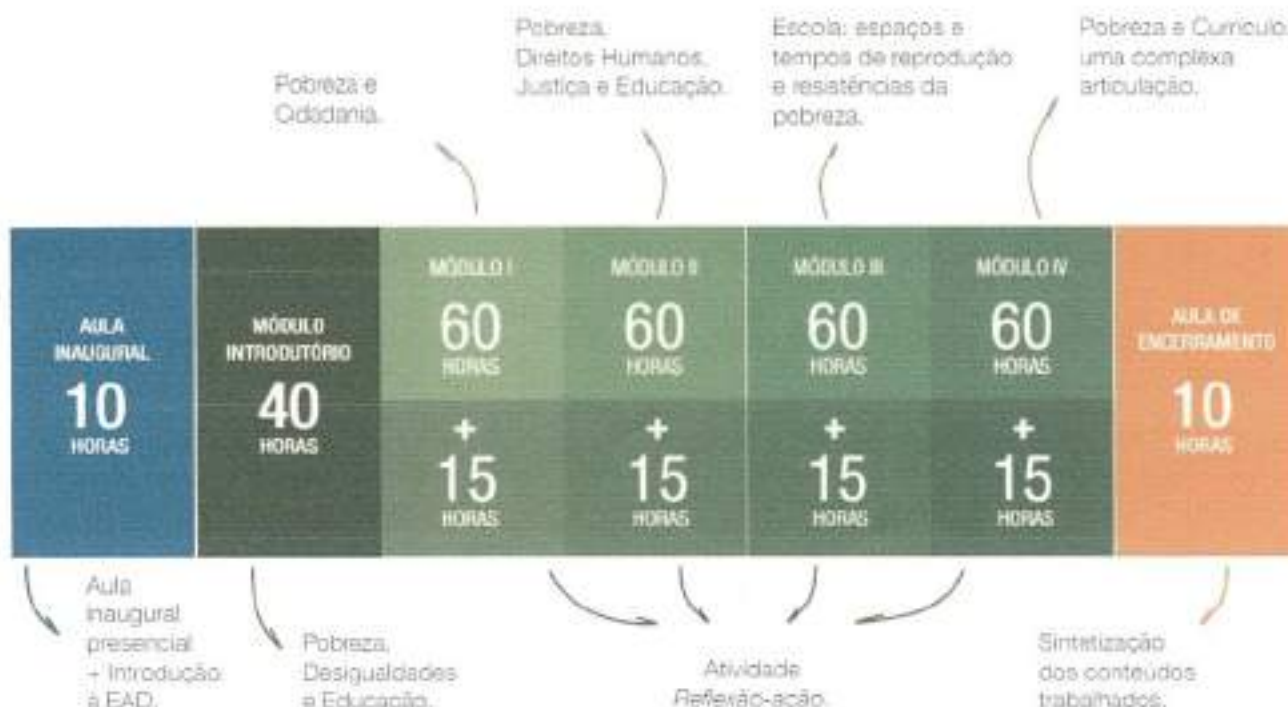 Pobreza e
Cidadania.
Pobreza,
Direitos Humanos,
Justiça e Educação.
Escola: espaços e
tempos de reprodução
e resistências da
pobreza.
Pobreza e Currículo,
uma complexa
articulação.
AULA
INAUGURAL
10
HORAS
MÓDULO
INTRODUTÓRIO
40
HORAS
MÓDULO I
60
HORAS
+
15
HORAS
MÓDULO II
60
HORAS
+
15
HORAS
MÓDULO III
60
HORAS
+
15
HORAS
MÓDULO IV
60
HORAS
+
15
HORAS
AULA DE
ENCERRAMENTO
10
HORAS
Aula
inaugural
presencial
– Introdução
à EAD.
Pobreza,
Desigualdades
e Educação.
Atividade
Reflexão-ação.
Sintetização
dos conteúdos
trabalhados.